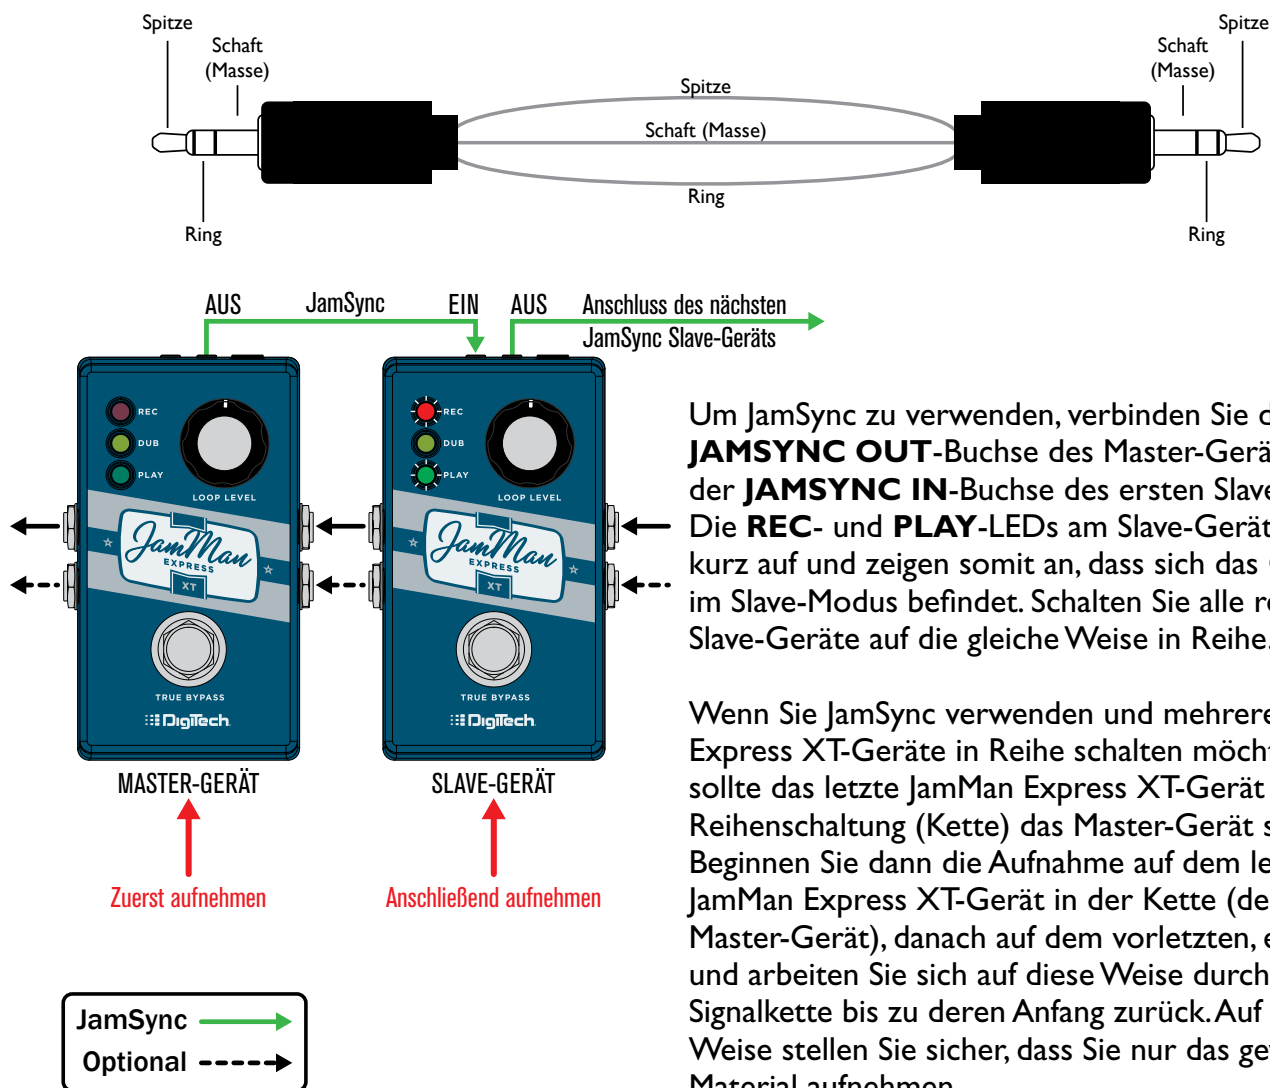 Spitze
Schaft
(Masse)
Ring
Spitze
Schaft (Masse)
Ring
Spitze
Schaft
(Masse)
Ring
AUS JamSync EIN AUS Anschluss des nächsten
JamSync Slave-Geräts
REC
DUB
PLAY
LOOP LEVEL
JamMan
EXPRESS
XT
TRUE BYPASS
DigiTech
MASTER-GERÄT
Zuerst aufnehmen
REC
DUB
PLAY
LOOP LEVEL
JamMan
EXPRESS
XT
TRUE BYPASS
DigiTech
SLAVE-GERÄT
Anschließend aufnehmen
JamSync
Optional
Um JamSync zu verwenden, verbinden Sie
JAMSYNC OUT-Buchse des Master-Gerä
der JAMSYNC IN-Buchse des ersten Slave
Die REC- und PLAY-LEDs am Slave-Gerät
kurz auf und zeigen somit an, dass sich das
im Slave-Modus befindet. Schalten Sie alle re
Slave-Geräte auf die gleiche Weise in Reihe.
Wenn Sie JamSync verwenden und mehrere
Express XT-Geräte in Reihe schalten möcht
sollte das letzte JamMan Express XT-Gerät
Reihenschaltung (Kette) das Master-Gerät s
Beginnen Sie dann die Aufnahme auf dem le
JamMan Express XT-Gerät in der Kette (de
Master-Gerät), danach auf dem vorletzten, e
und arbeiten Sie sich auf diese Weise durch
Signalkette bis zu deren Anfang zurück. Auf
Weise stellen Sie sicher, dass Sie nur das ge
Material aufnehmen